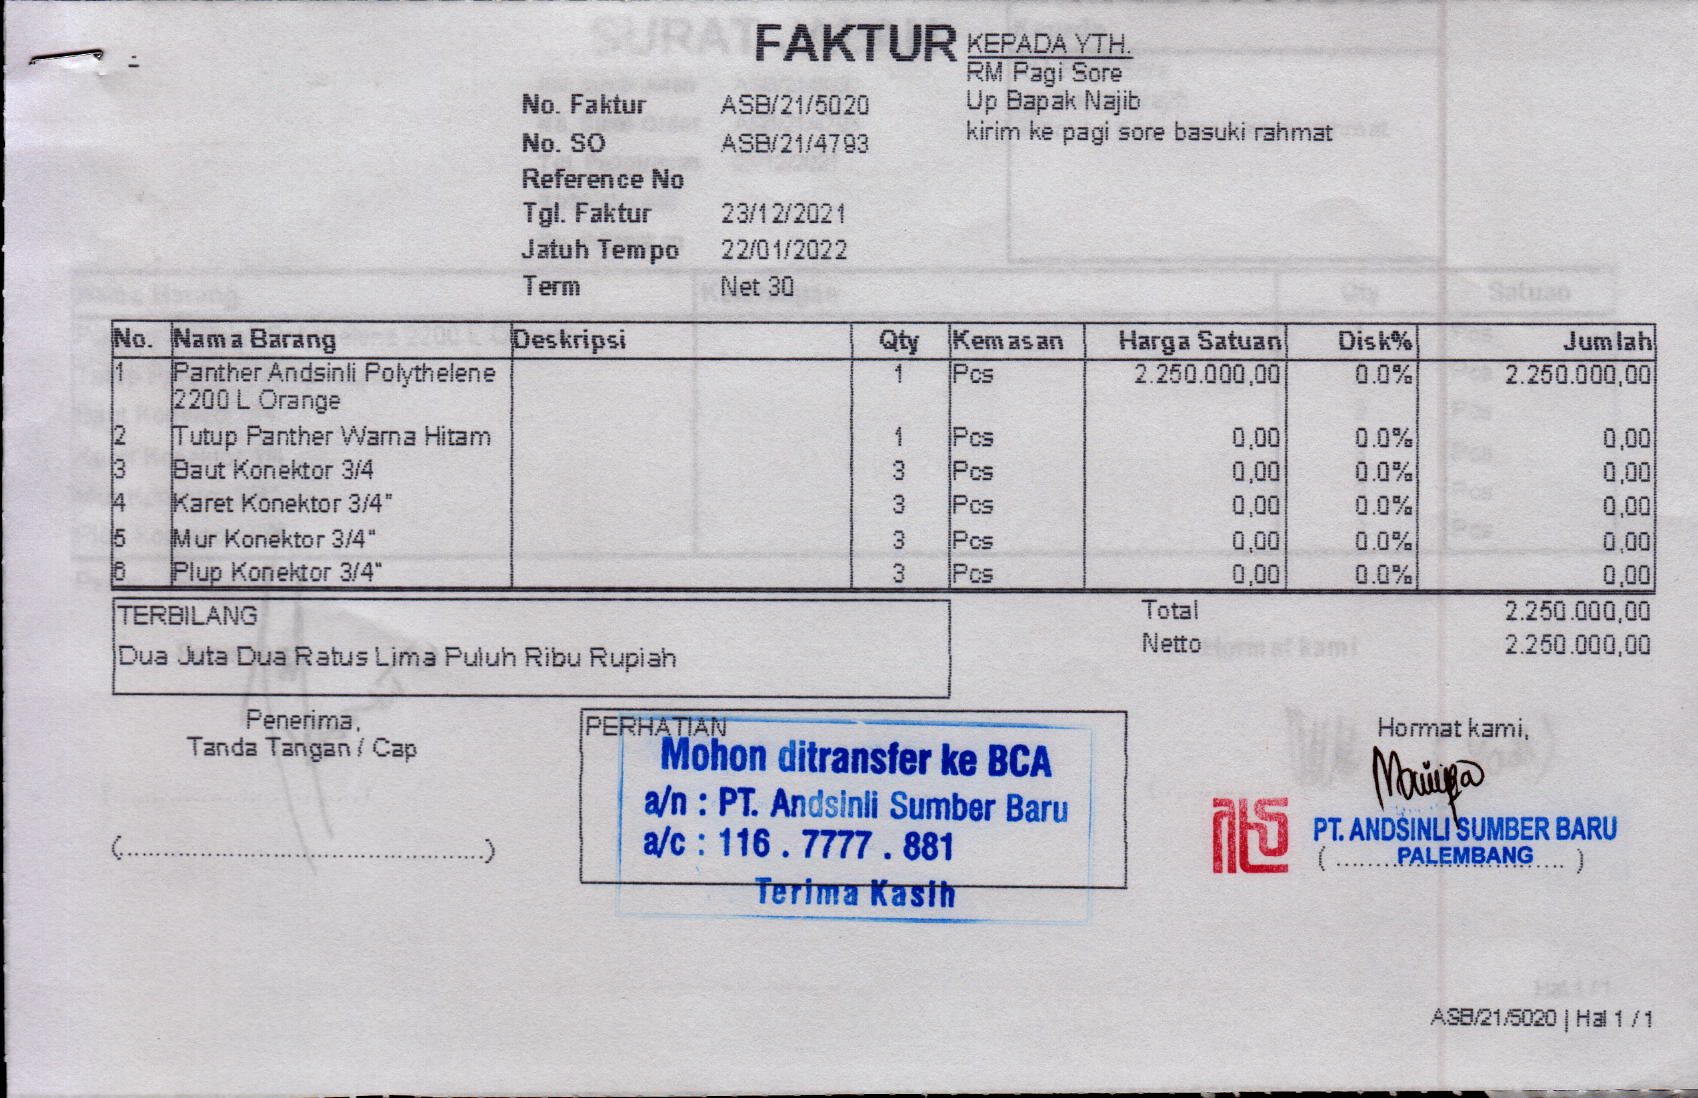 FAKTUR
KEPADA YTH.
RM Pagi Sore
Up Bapak Najib
kirim ke pagi sore basuki rahmat
No. Faktur ASB/21/5020
No. SO ASB/21/4793
Reference No
Tgl. Faktur 23/12/2021
Jatuh Tempo 22/01/2022
Term Net 30
No. Nama Barang Deskripsi Qty Kemasan Harga Satuan Disk% Jumlah
1 Panther Andsinli Polythelene 1 Pcs 2.250.000,00 0.0% 2.250.000,00
2200 L Orange
2 Tutup Panther Warna Hitam 1 Pcs 0,00 0.0% 0,00
3 Baut Konektor 3/4 3 Pcs 0,00 0.0% 0,00
4 Karet Konektor 3/4" 3 Pcs 0,00 0.0% 0,00
5 Mur Konektor 3/4" 3 Pcs 0,00 0.0% 0,00
6 Plup Konektor 3/4" 3 Pcs 0,00 0.0% 0,00
TERBILANG
Dua Juta Dua Ratus Lima Puluh Ribu Rupiah
Total 2.250.000,00
Netto 2.250.000,00
Penerima,
Tanda Tangan / Cap
(................................................)
PERHATIAN
Mohon ditransfer ke BCA
a/n : PT. Andsinli Sumber Baru
a/c : 116 . 7777 . 881
Terima Kasih
Hormat kami,
PT. ANDSINLI SUMBER BARU
PALEMBANG
ASB/21/5020 | Hal 1 / 1